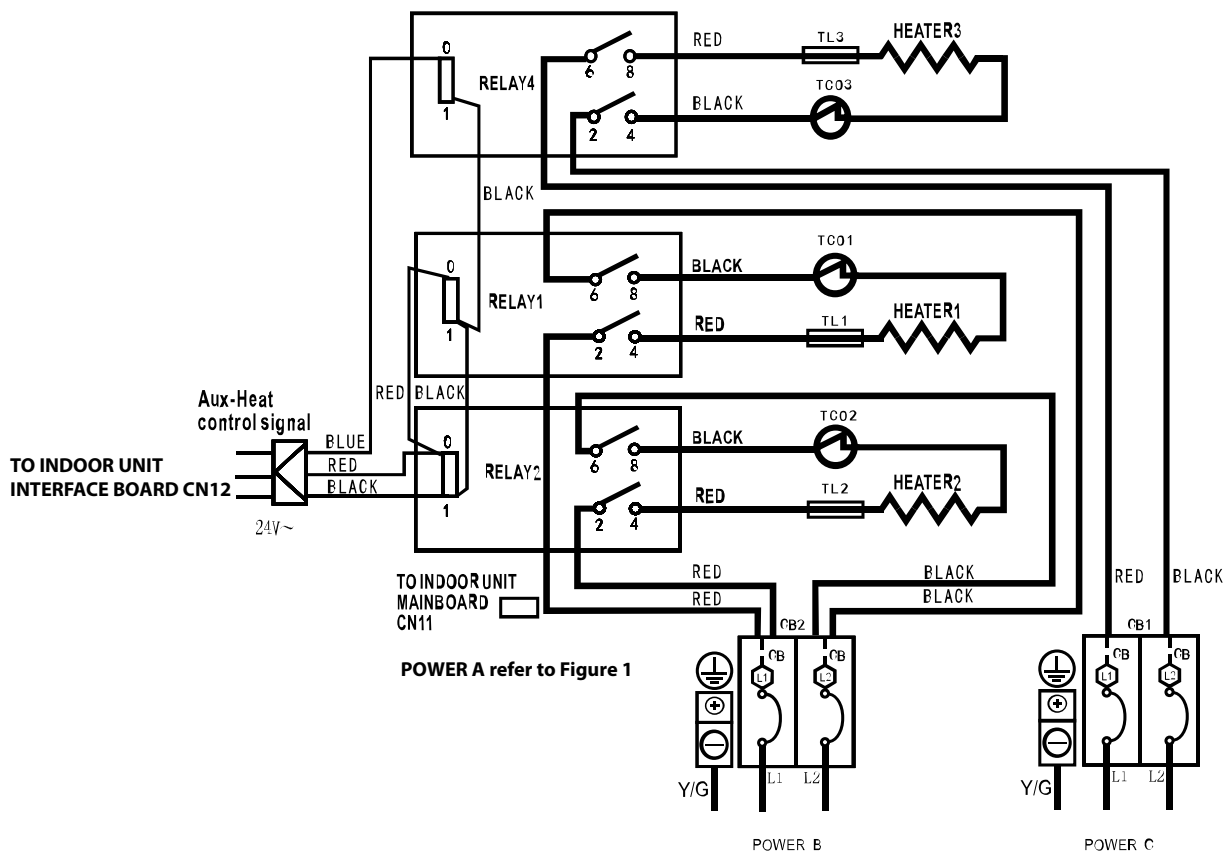 RED
TL3
HEATER3
0
6
8
RELAY4
TCO3
1
BLACK
2
4
BLACK
TCO1
0
BLACK
6
8
RELAY1
HEATER1
RED
TL1
1
2
4
RED
BLACK
Aux-Heat
control signal
TCO2
0
BLACK
BLUE
6
8
RELAY2
TO INDOOR UNIT
INTERFACE BOARD CN12
RED
HEATER2
BLACK
RED
TL2
1
2
4
24V~
RED
BLACK
RED
BLACK
TO INDOOR UNIT
MAINBOARD
CN11
RED
BLACK
CB2
CB1
CB
CB
CB
CB
POWER A refer to Figure 1
L1
L2
L1
L2
Y/G
L1
L2
Y/G
L1
L2
POWER B
POWER C